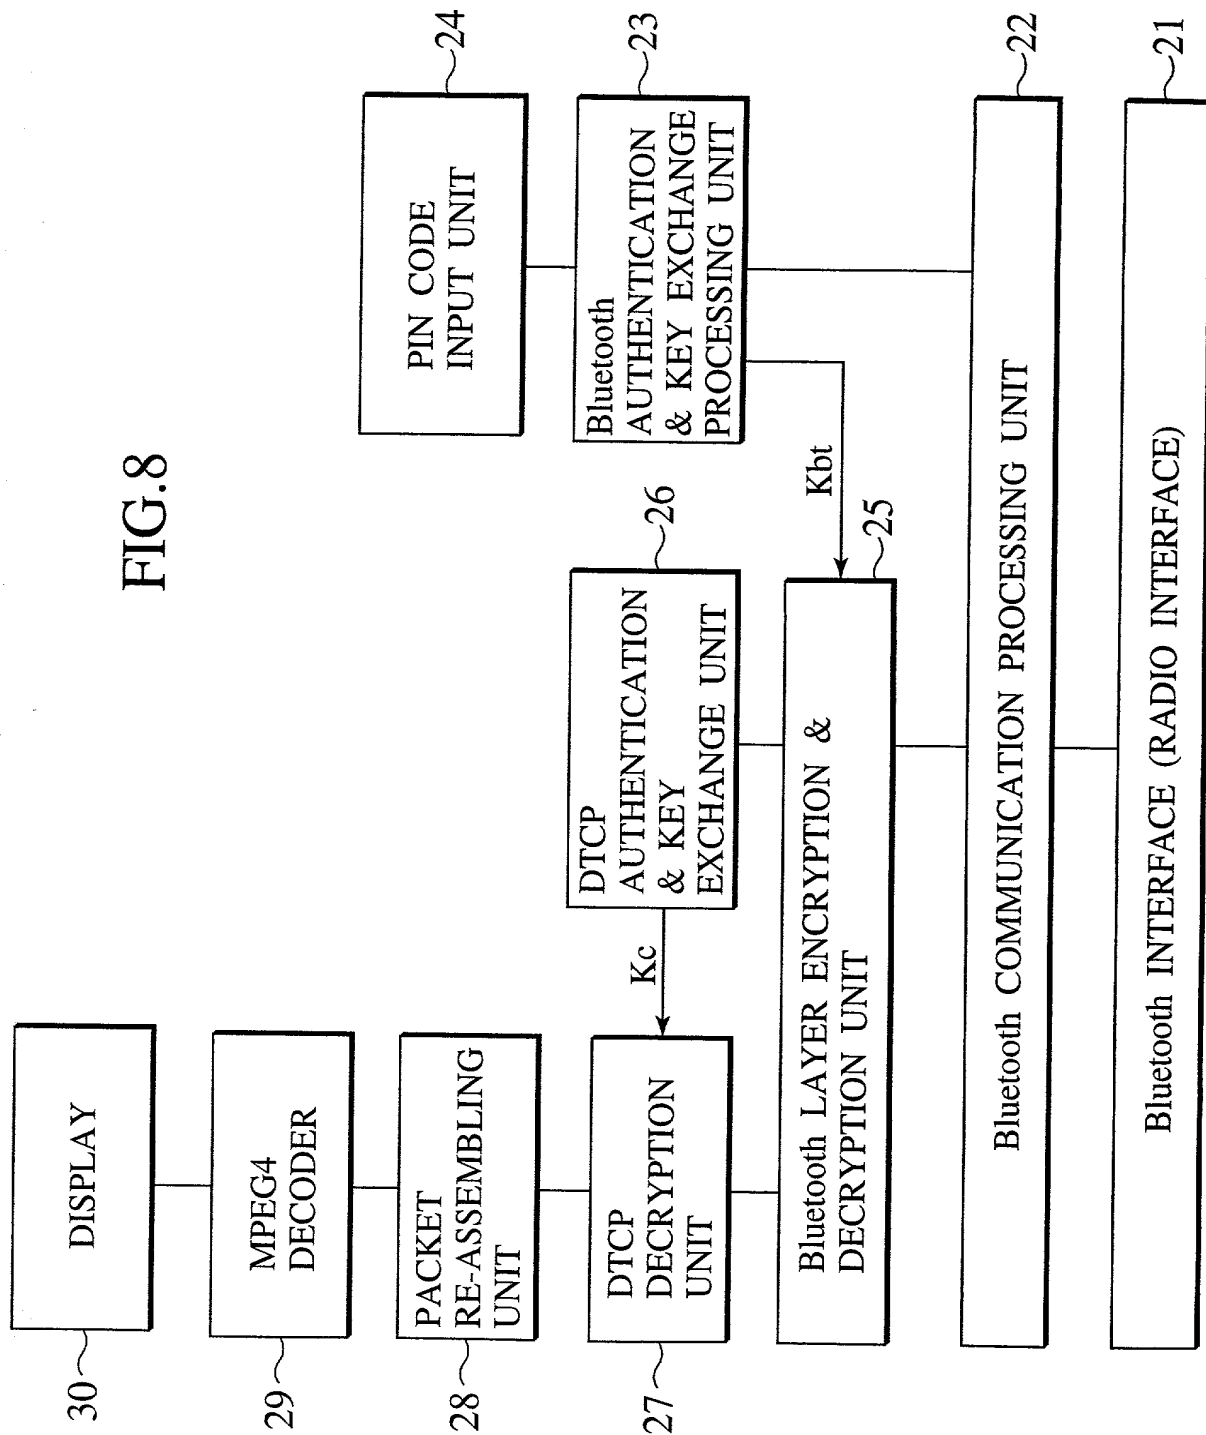 FIG.8
30
DISPLAY
29
MPEG4
DECODER
28
PACKET
RE-ASSEMBLING
UNIT
24
PIN CODE
INPUT UNIT
27
DTCP
DECRYPTION
UNIT
Kc
26
DTCP
AUTHENTICATION
& KEY
EXCHANGE UNIT
23
Bluetooth
AUTHENTICATION
& KEY EXCHANGE
PROCESSING UNIT
Kbt
25
Bluetooth LAYER ENCRYPTION &
DECRYPTION UNIT
22
Bluetooth COMMUNICATION PROCESSING UNIT
21
Bluetooth INTERFACE (RADIO INTERFACE)